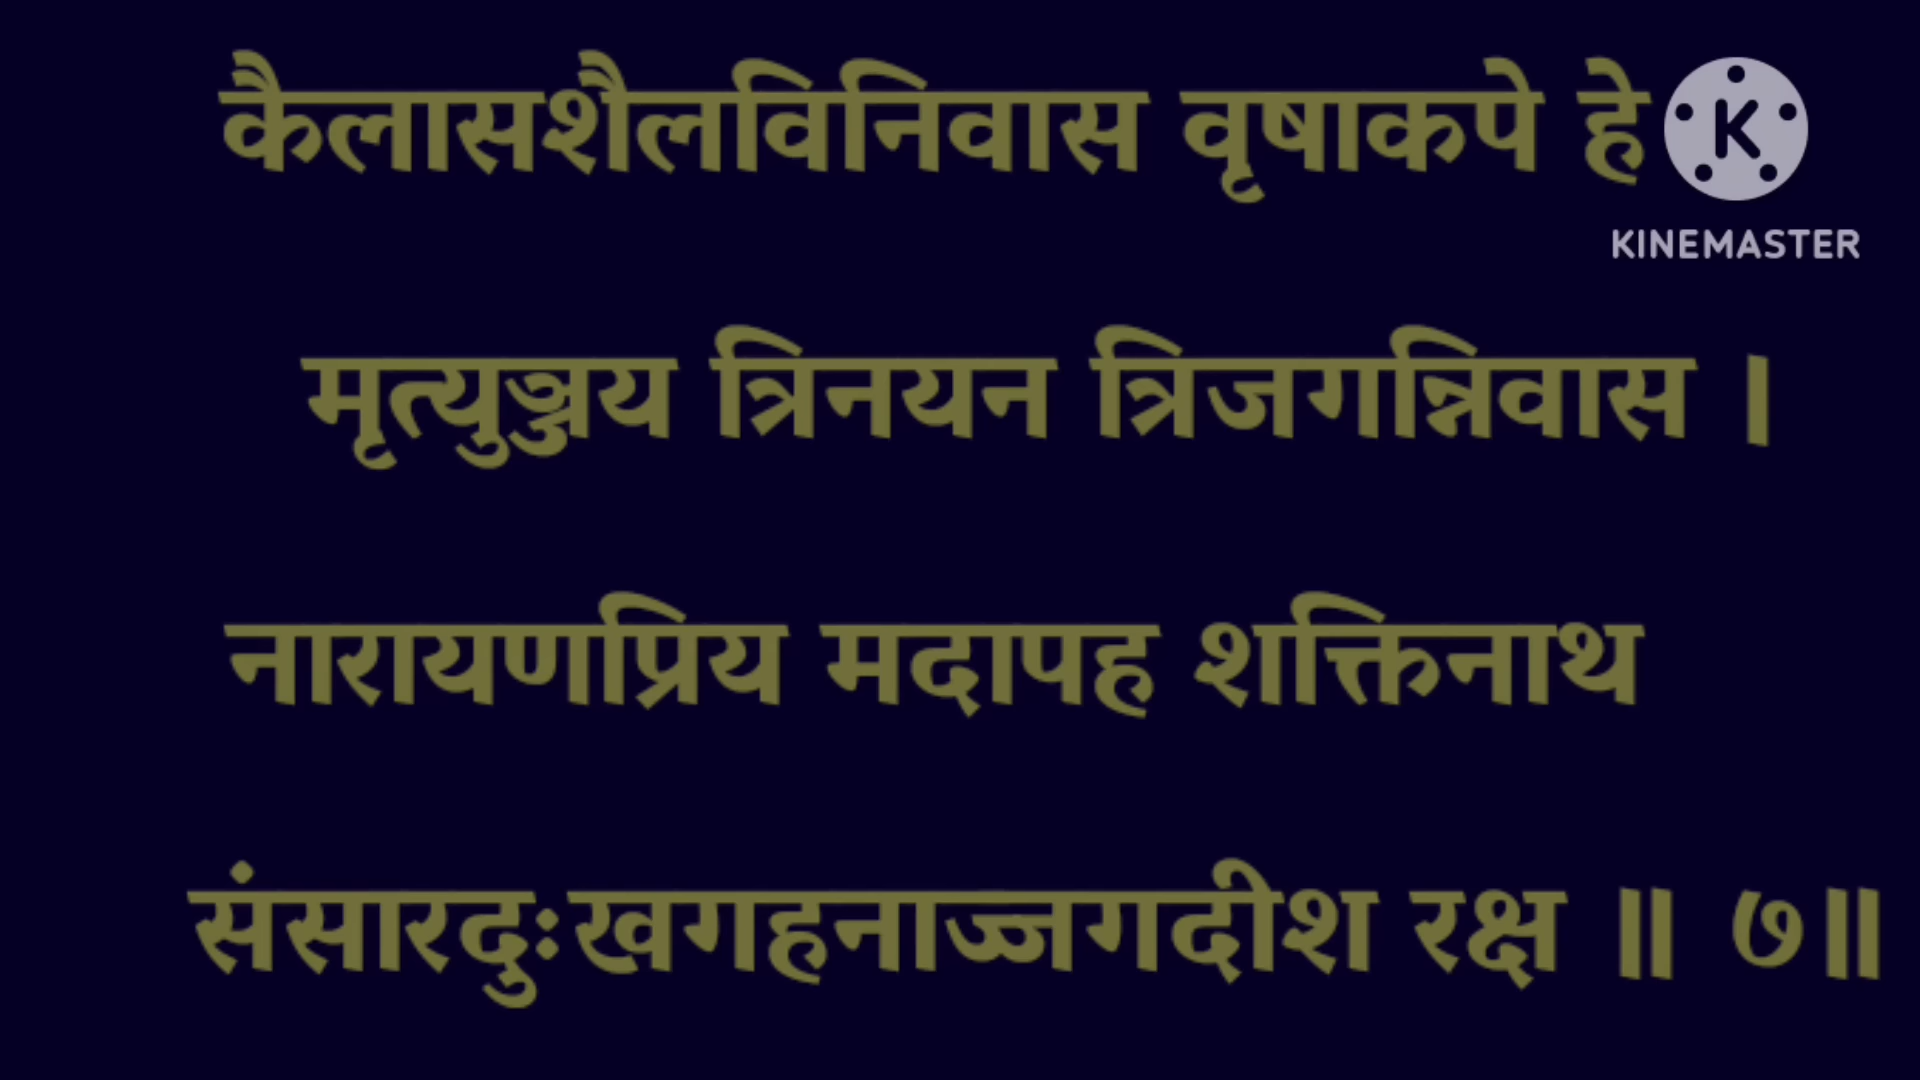 कैलासशैलविनिवास वृषाकपे हे
KINEMASTER
मृत्युञ्जय त्रिनयन त्रिजगन्निवास ।
नारायणप्रिय मदापह शक्तिनाथ
संसारदुःखगहनाज्जगदीश रक्ष ॥ ७॥